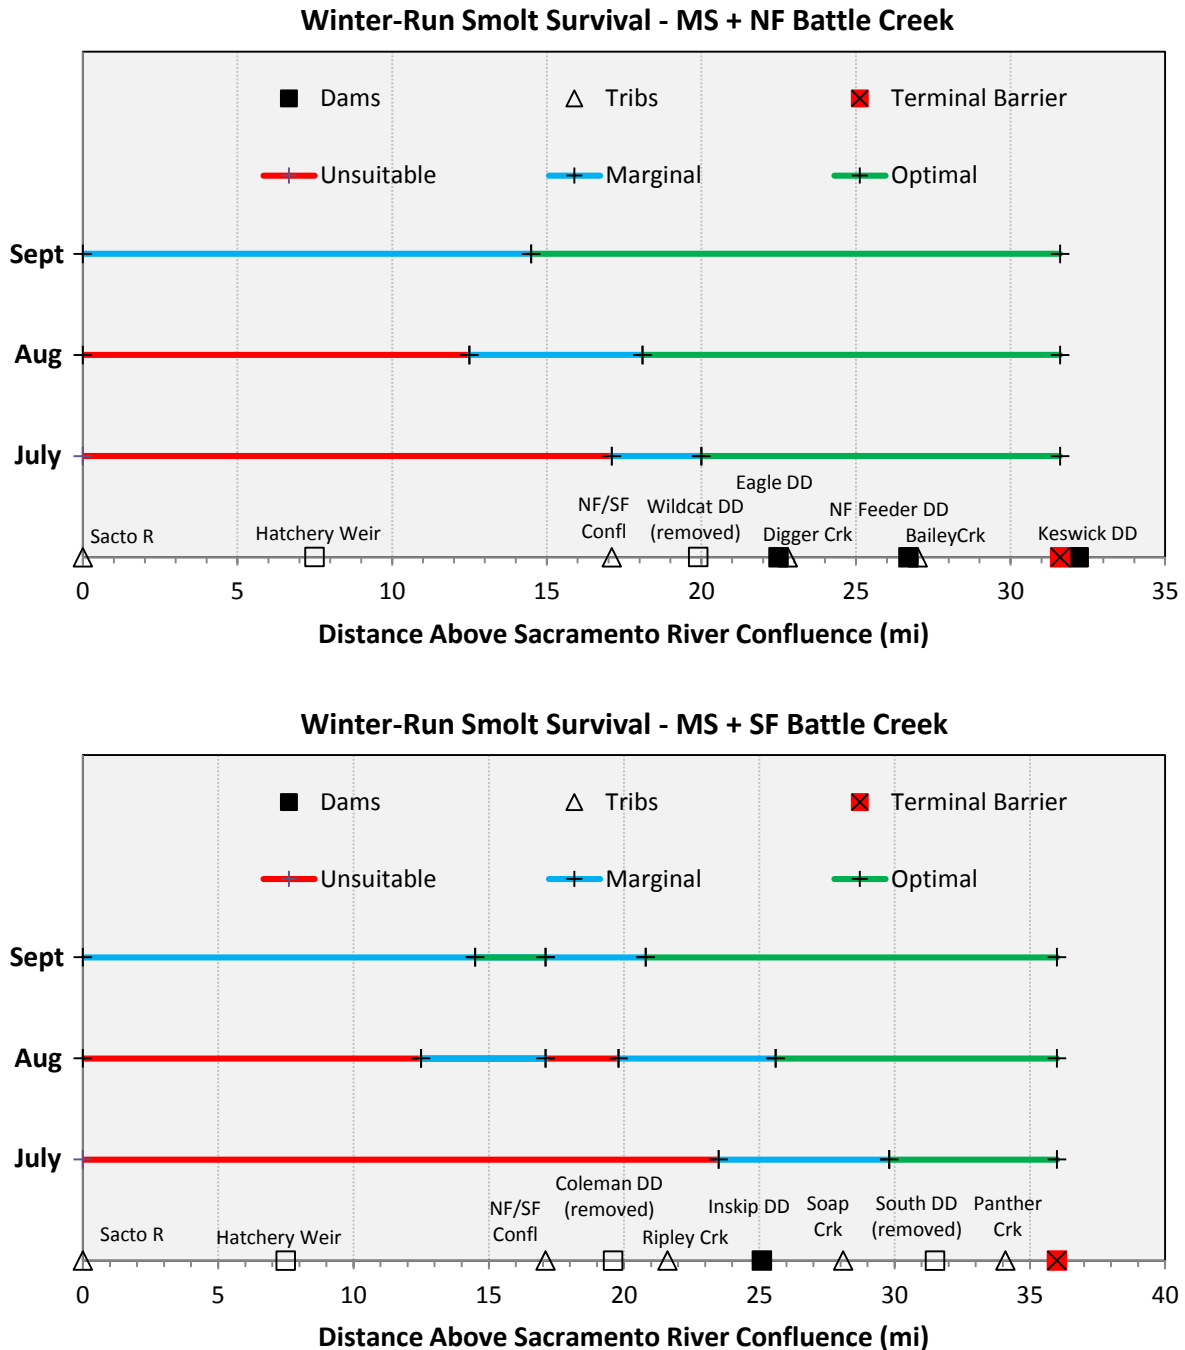 Winter-Run Smolt Survival - MS + NF Battle Creek
Dams
Tribs
Terminal Barrier
Unsuitable
Marginal
Optimal
Sept
Aug
July
Eagle DD
NF/SF
Confl
Wildcat DD
(removed)
NF Feeder DD
Sacto R
Hatchery Weir
Digger Crk
BaileyCrk
Keswick DD
0 5 10 15 20 25 30 35
Distance Above Sacramento River Confluence (mi)
Winter-Run Smolt Survival - MS + SF Battle Creek
Dams
Tribs
Terminal Barrier
Unsuitable
Marginal
Optimal
Sept
Aug
July
Coleman DD
(removed)
NF/SF
Confl
Inskip DD
Soap
Crk
South DD
(removed)
Panther
Crk
Sacto R
Hatchery Weir
Ripley Crk
0 5 10 15 20 25 30 35 40
Distance Above Sacramento River Confluence (mi)